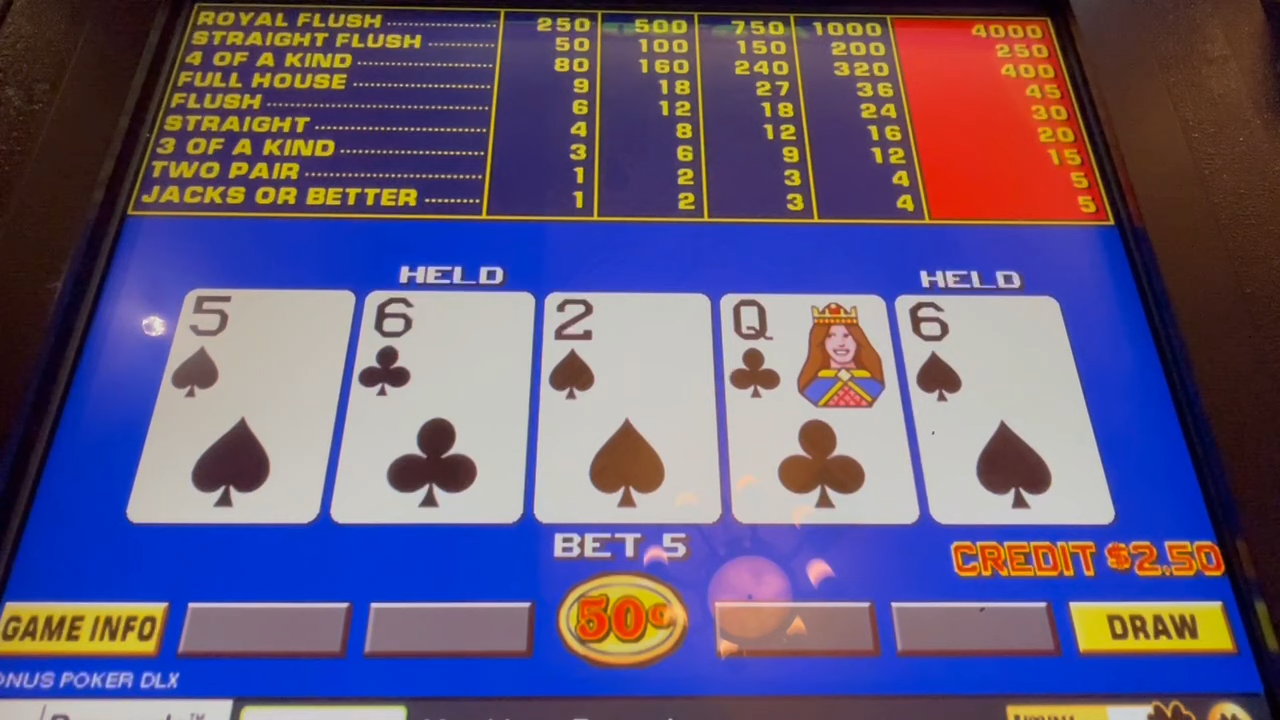 ROYAL FLUSH 250 500 750 1000 4000
STRAIGHT FLUSH 50 100 150 200 250
4 OF A KIND 80 160 240 320 400
FULL HOUSE 9 18 27 36 45
FLUSH 6 12 18 24 30
STRAIGHT 4 8 12 16 20
3 OF A KIND 3 6 9 12 15
TWO PAIR 1 2 3 4 5
JACKS OR BETTER 1 2 3 4 5
HELD HELD
5 6 2 Q 6
BET 5
CREDIT $2.50
GAME INFO 50¢ DRAW
ONUS POKER DLX